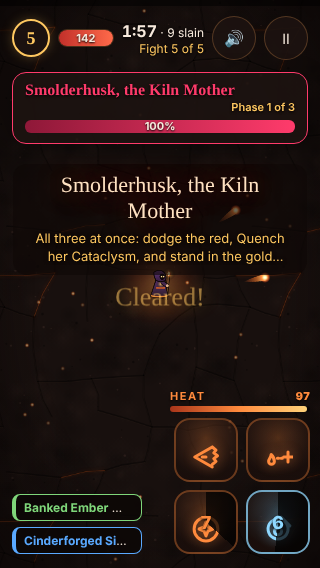 5
142
1:57 · 9 slain
Fight 5 of 5
Smolderhusk, the Kiln Mother
Phase 1 of 3
100%
Smolderhusk, the Kiln
Mother
All three at once: dodge the red, Quench
her Cataclysm, and stand in the gold...
Cleared!
HEAT 97
6
Banked Ember ...
Cinderforged Si...